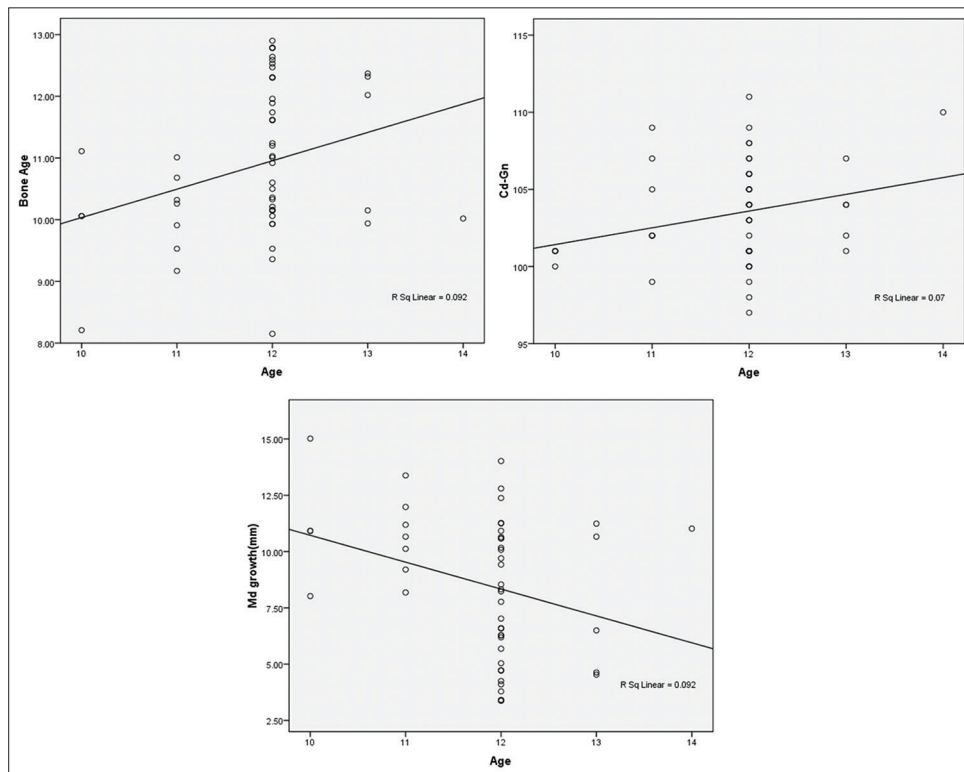 13.00
12.00
11.00
10.00
9.00
8.00
Bone Age
R Sq Linear = 0.092
10 11 12 13 14
Age
115
110
105
100
95
Cd-Gn
R Sq Linear = 0.07
10 11 12 13 14
Age
15.00
12.50
10.00
7.50
5.00
2.50
Md growth(mm)
R Sq Linear = 0.092
10 11 12 13 14
Age